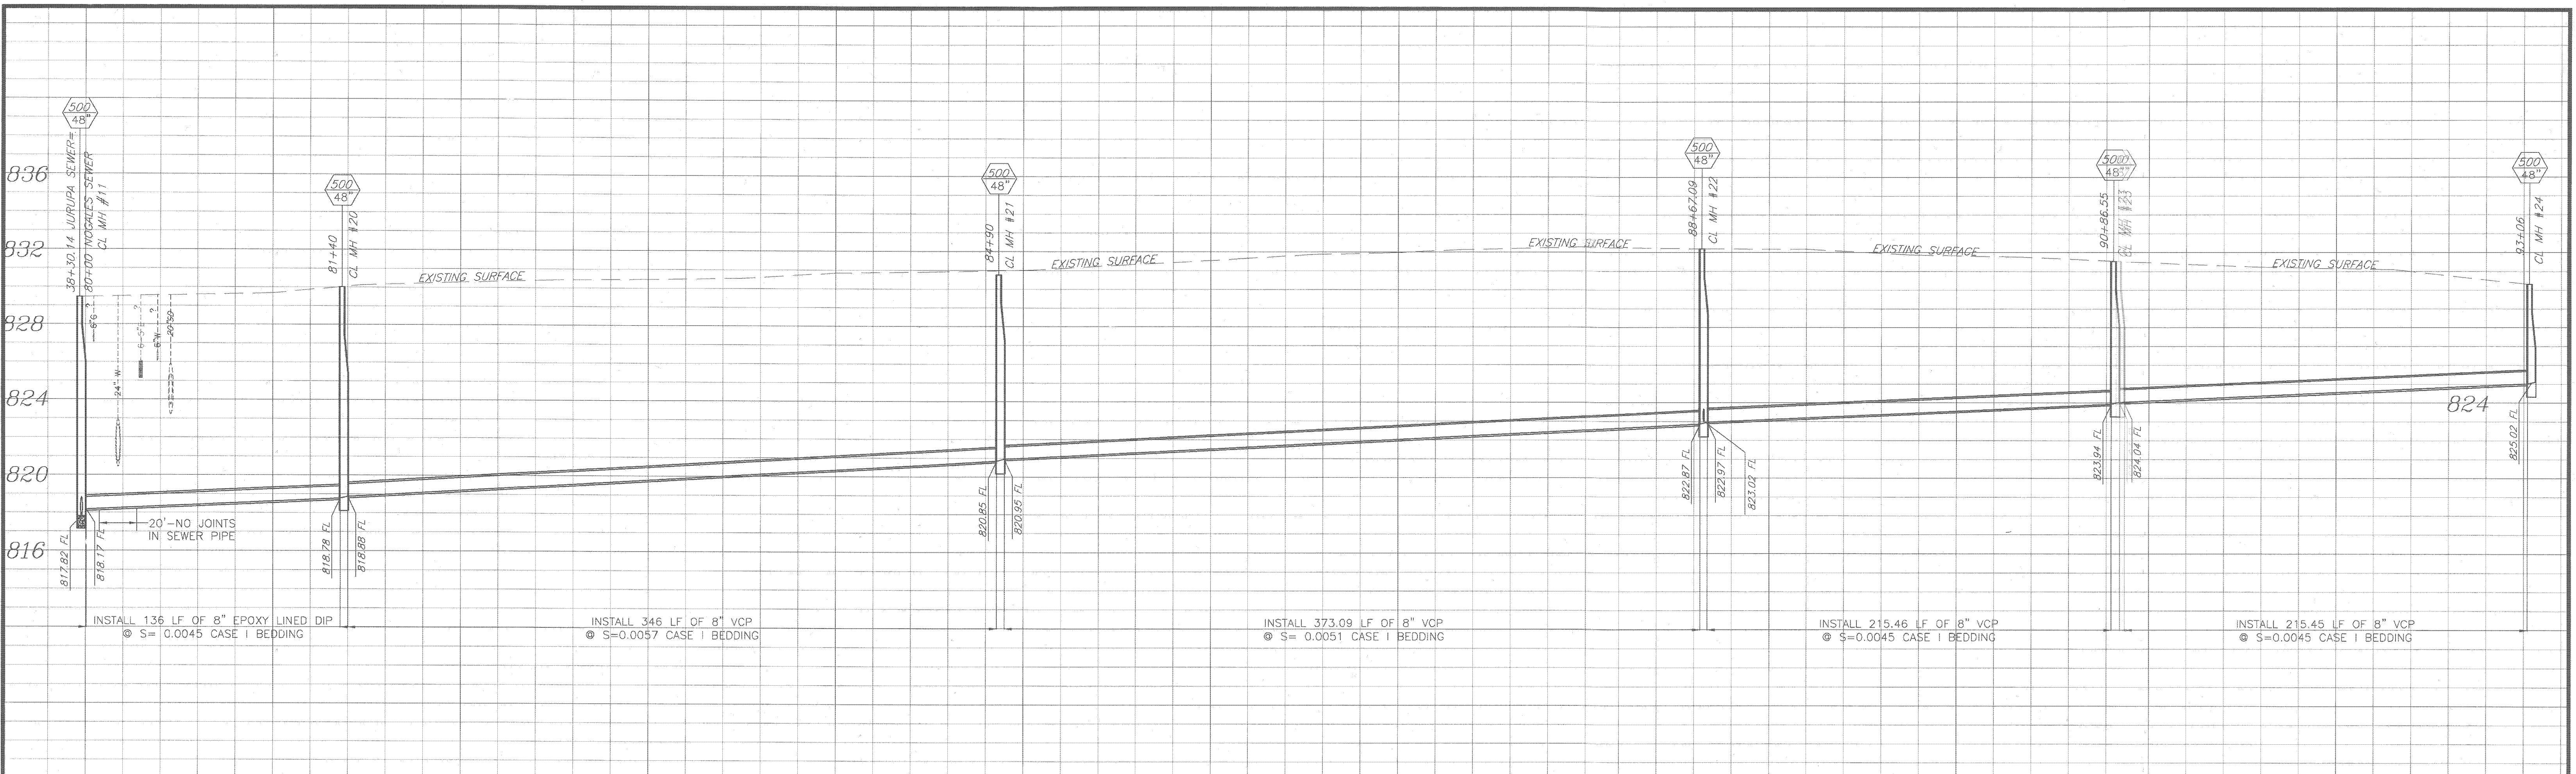 500
48"
38+30.14 JURUPA SEWER=
80+00 NOGALES SEWER
CL MH #11
500
48"
81+40
CL MH #20
500
48"
84+90
CL MH #21
500
48"
88+67.09
CL MH #22
500
48"
90+86.55
CL MH #23
500
48"
93+06
CL MH #24
836
832
828
824
820
816
824
EXISTING SURFACE
EXISTING SURFACE
EXISTING SURFACE
EXISTING SURFACE
EXISTING SURFACE
6"G ?
24" W
?
6"W ?
20"SD
20'-NO JOINTS
IN SEWER PIPE
817.82 FL
818.17 FL
818.78 FL
818.88 FL
820.85 FL
820.95 FL
822.87 FL
822.97 FL
823.02 FL
823.94 FL
824.04 FL
825.02 FL
INSTALL 136 LF OF 8" EPOXY LINED DIP
@ S= 0.0045 CASE I BEDDING
INSTALL 346 LF OF 8" VCP
@ S=0.0057 CASE I BEDDING
INSTALL 373.09 LF OF 8" VCP
@ S= 0.0051 CASE I BEDDING
INSTALL 215.46 LF OF 8" VCP
@ S=0.0045 CASE I BEDDING
INSTALL 215.45 LF OF 8" VCP
@ S=0.0045 CASE I BEDDING